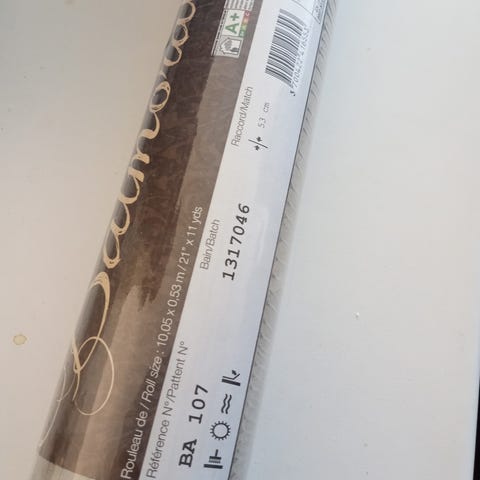 Rouleau de / Roll size : 10,05 x 0,53 m / 21" x 11 yds
Référence N°/Pattent N°
BA 107
Bain/Batch
1317046
Raccord/Match
53 cm
A+